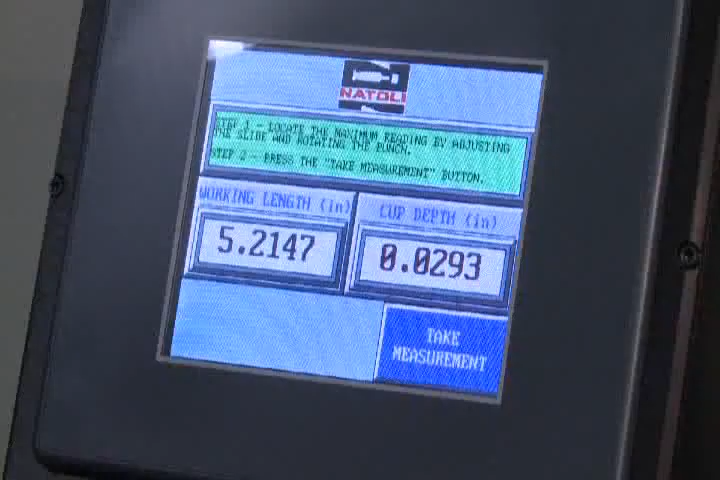 NATOLI
STEP 1 - LOCATE THE MAXIMUM READING BY ADJUSTING
THE SLIDE AND ROTATING THE PUNCH.
STEP 2 - PRESS THE "TAKE MEASUREMENT" BUTTON.
WORKING LENGTH (in)
CUP DEPTH (in)
5.2147
0.0293
TAKE
MEASUREMENT